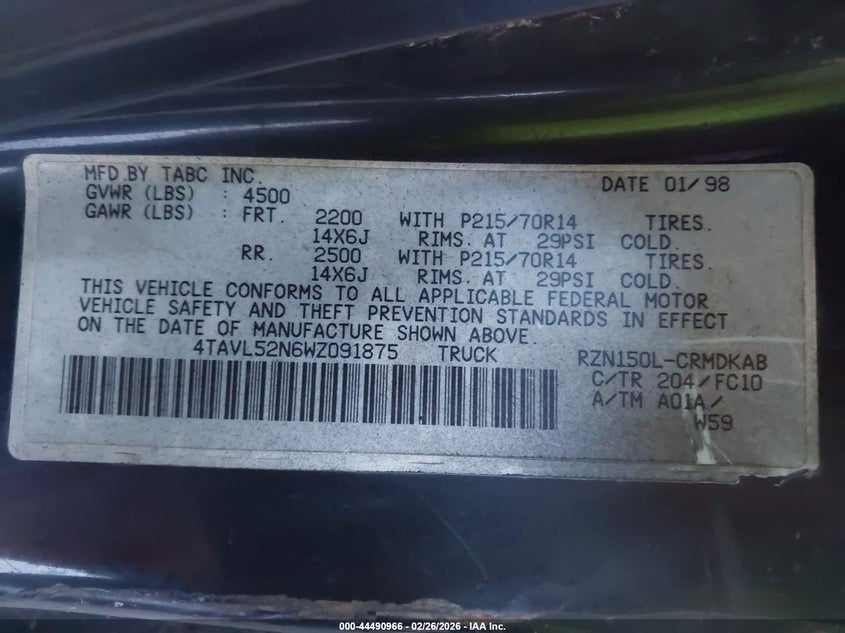 MFD.BY TABC INC. DATE 01/98
GVWR (LBS) : 4500
GAWR (LBS) : FRT. 2200 WITH P215/70R14 TIRES.
14X6J RIMS. AT 29PSI COLD.
RR. 2500 WITH P215/70R14 TIRES.
14X6J RIMS. AT 29PSI COLD.
THIS VEHICLE CONFORMS TO ALL APPLICABLE FEDERAL MOTOR
VEHICLE SAFETY AND THEFT PREVENTION STANDARDS IN EFFECT
ON THE DATE OF MANUFACTURE SHOWN ABOVE.
4TAVL52N6WZ091875 TRUCK RZN150L-CRMDKAB
C/TR 204/FC10
A/TM A01A/
W59
000-44490966 - 02/26/2026 - IAA Inc.